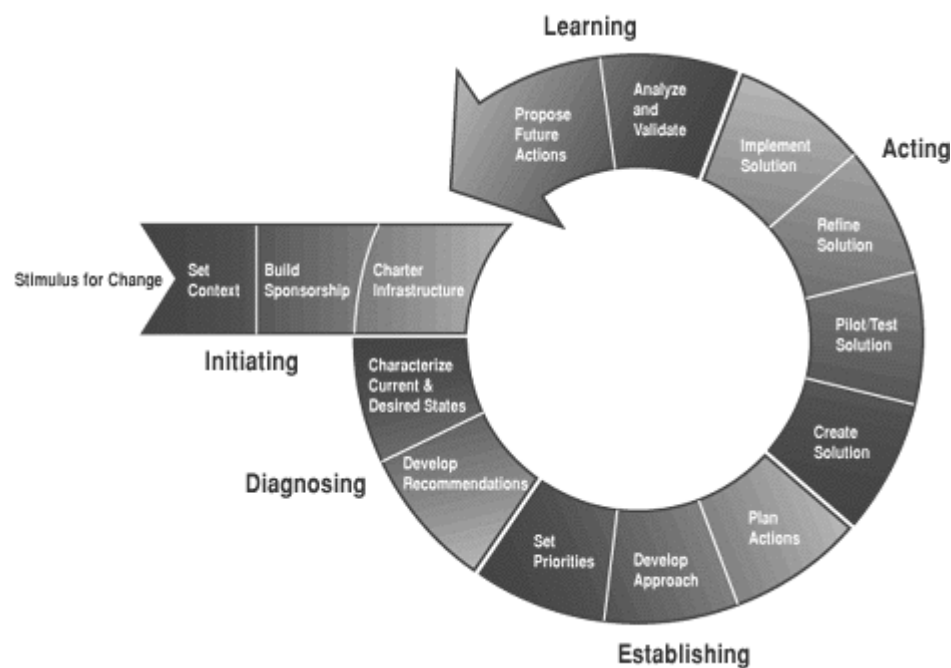 Learning
Propose
Future
Actions
Analyze
and
Validate
Implement
Solution
Acting
Refine
Solution
Pilot/Test
Solution
Create
Solution
Stimulus for Change
Set
Context
Build
Sponsorship
Charter
Infrastructure
Initiating
Characterize
Current &
Desired States
Develop
Recommendations
Diagnosing
Set
Priorities
Develop
Approach
Plan
Actions
Establishing